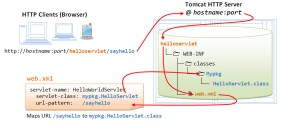 HTTP Clients (Browser)
Tomcat HTTP Server
@ hostname:port
http://hostname:port/helloservlet/sayhello
helloservlet
WEB-INF
classes
Mypkg
HelloServlet.class
web.xml
web.xml
servlet-name: HelloWorldServlet
servlet-class: mypkg.HelloServlet
url-pattern: /sayhello
Maps URL /sayhello to mypkg.HelloServlet.class